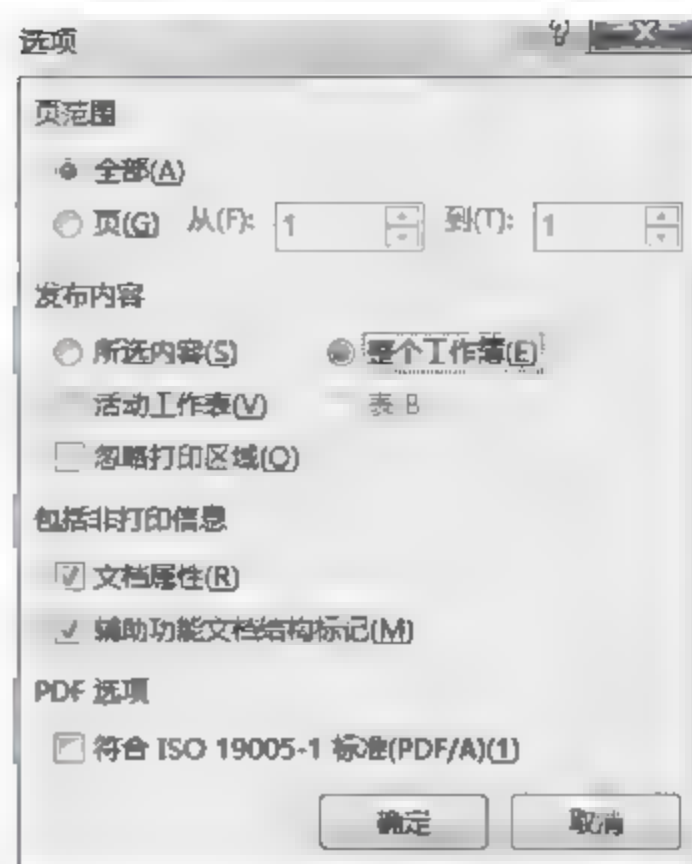 选项
页范围
全部(A)
页(G) 从(F): 1 到(T): 1
发布内容
所选内容(S) 整个工作簿(E)
活动工作表(V) 表 B
忽略打印区域(O)
包括非打印信息
文档属性(R)
辅助功能文档结构标记(M)
PDF 选项
符合 ISO 19005-1 标准(PDF/A)(1)
确定 取消